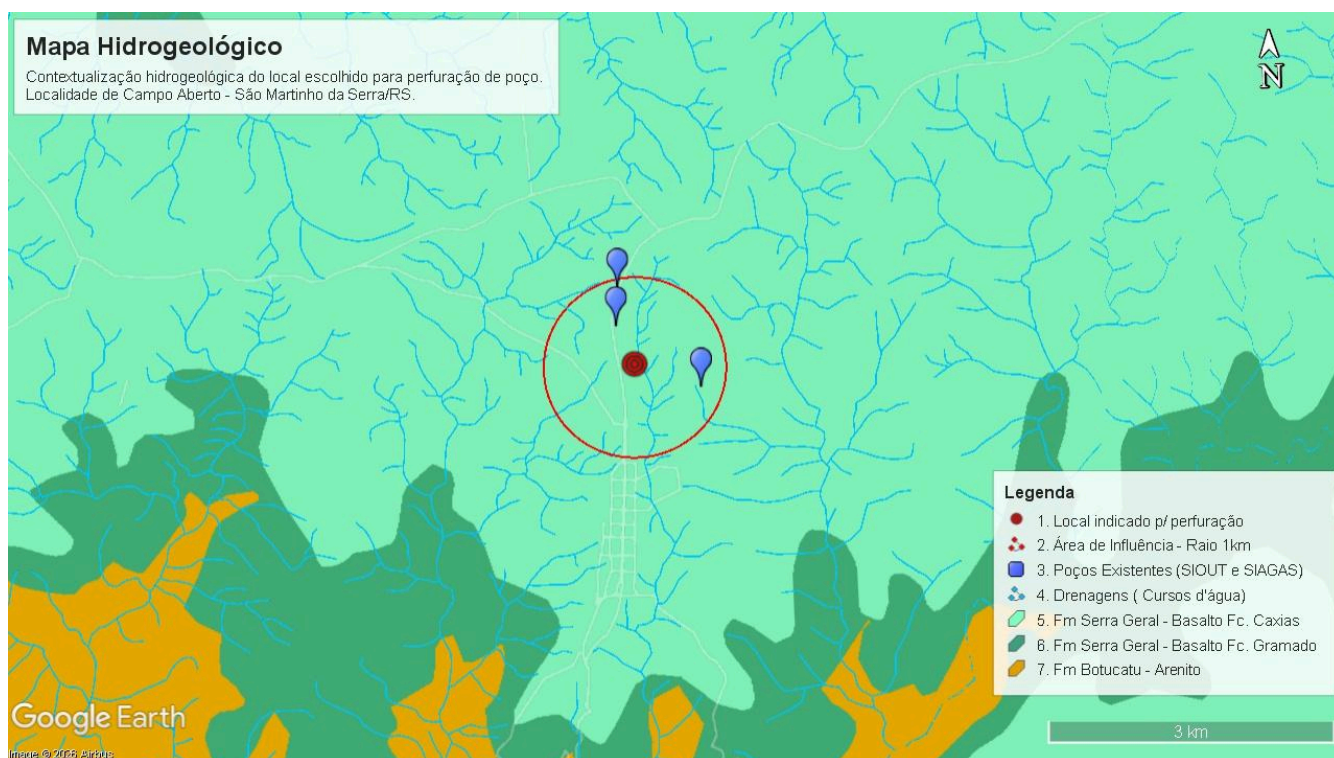 Mapa Hidrogeológico
Contextualização hidrogeológica do local escolhido para perfuração de poço.
Localidade de Campo Aberto - São Martinho da Serra/RS.
N
Legenda
1. Local indicado p/ perfuração
2. Área de Influência - Raio 1km
3. Poços Existentes (SIOUT e SIAGAS)
4. Drenagens ( Cursos d'água)
5. Fm Serra Geral - Basalto Fc. Caxias
6. Fm Serra Geral - Basalto Fc. Gramado
7. Fm Botucatu - Arenito
Google Earth
3 km
Image © 2026 Airbus